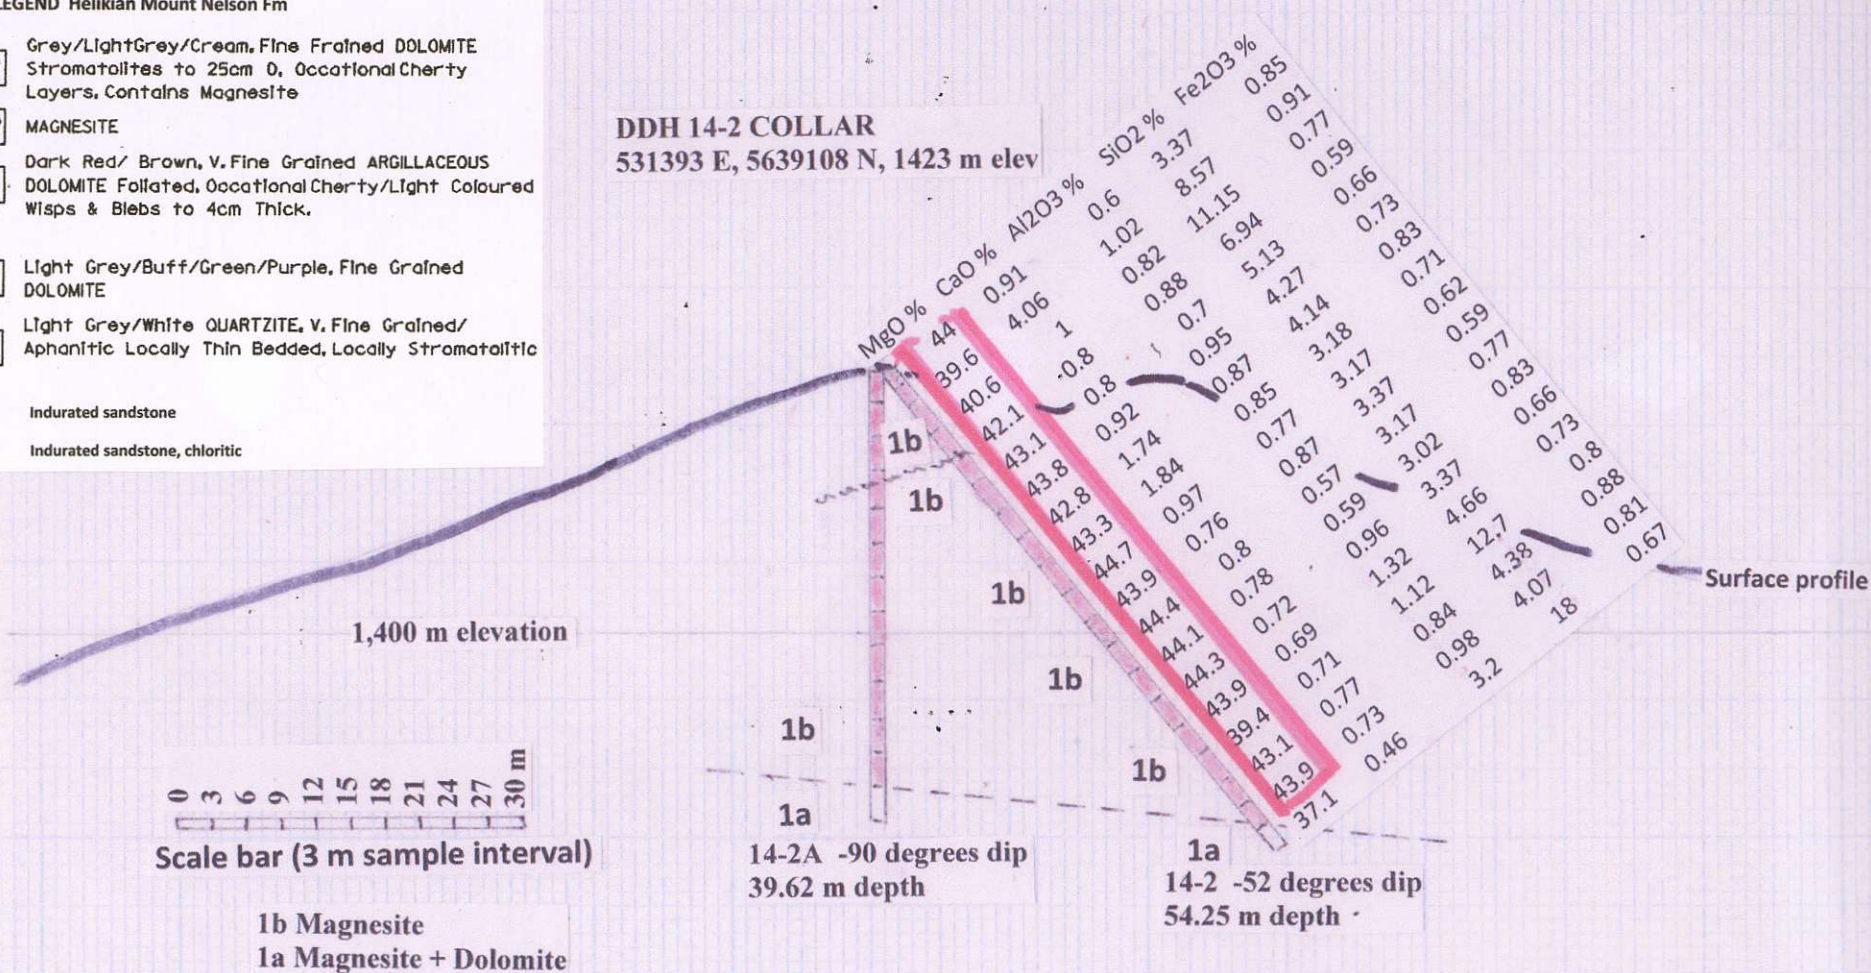 LEGEND Helikian Mount Nelson Fm
Grey/LightGrey/Cream, Fine Frained DOLOMITE
Stromatolites to 25cm O, Occational Cherty
Layers, Contains Magnesite
MAGNESITE
Dark Red/ Brown, V. Fine Grained ARGILLACEOUS
DOLOMITE Foliated, Occational Cherty/Light Coloured
Wisps & Blebs to 4cm Thick.
Light Grey/Buff/Green/Purple, Fine Grained
DOLOMITE
Light Grey/White QUARTZITE, V. Fine Grained/
Aphanitic Locally Thin Bedded, Locally Stromatolitic
Indurated sandstone
Indurated sandstone, chloritic
DDH 14-2 COLLAR
531393 E, 5639108 N, 1423 m elev
MgO % CaO % Al2O3 % SiO2 % Fe2O3 %
44 0.91 0.6 3.37 0.85
39.6 4.06 1.02 8.57 0.91
40.6 1 0.82 11.15 0.77
42.1 0.8 0.88 6.94 0.59
43.1 0.8 0.7 5.13 0.66
43.8 0.92 0.95 4.27 0.73
42.8 1.74 0.87 4.14 0.83
43.3 1.84 0.85 3.18 0.71
44.7 0.97 0.77 3.17 0.62
43.9 0.76 0.87 3.37 0.59
44.4 0.8 0.57 3.17 0.77
44.1 0.78 0.59 3.02 0.83
44.3 0.72 0.96 3.37 0.66
43.9 0.69 1.32 4.66 0.73
39.4 0.71 1.12 12.7 0.8
43.1 0.77 0.84 4.38 0.88
43.9 0.73 0.98 4.07 0.81
37.1 0.46 3.2 18 0.67
Surface profile
1b
1b
1b
1b
1b
1b
1a
1a
1,400 m elevation
0 3 6 9 12 15 18 21 24 27 30 m
Scale bar (3 m sample interval)
1b Magnesite
1a Magnesite + Dolomite
14-2A -90 degrees dip
39.62 m depth
14-2 -52 degrees dip
54.25 m depth